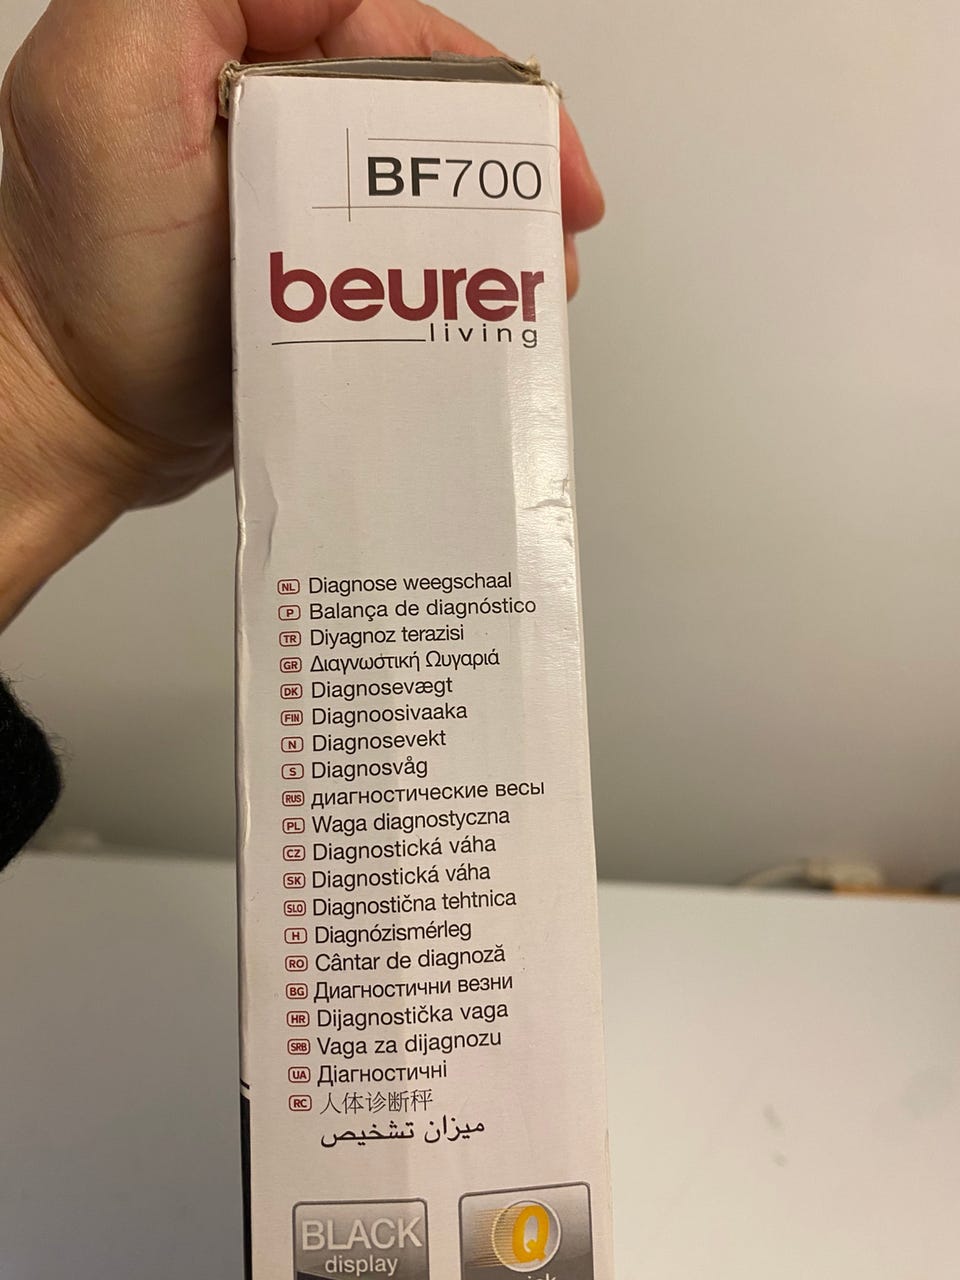 BF700
beurer
living
NL Diagnose weegschaal
P Balança de diagnóstico
TR Diyagnoz terazisi
GR Διαγνωστική Ωυγαριά
DK Diagnosevægt
FIN Diagnoosivaaka
N Diagnosevekt
S Diagnosvåg
RUS диагностические весы
PL Waga diagnostyczna
CZ Diagnostická váha
SK Diagnostická váha
SLO Diagnostična tehtnica
H Diagnózismérleg
RO Cântar de diagnoză
BG Диагностични везни
HR Dijagnostička vaga
SRB Vaga za dijagnozu
UA Діагностичні
RC 人体诊断秤
ميزان تشخيص
BLACK
display
Q